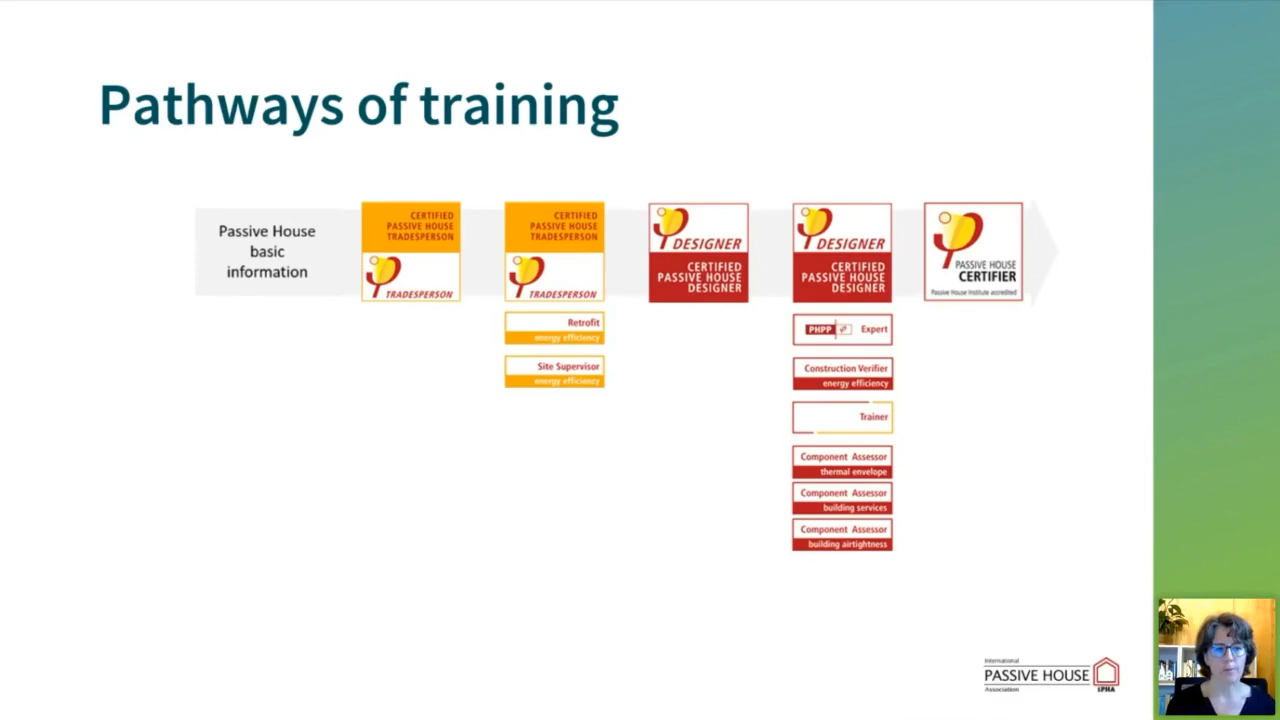 Pathways of training
Passive House
basic
information
CERTIFIED
PASSIVE HOUSE
TRADESPERSON
TRADESPERSON
CERTIFIED
PASSIVE HOUSE
TRADESPERSON
TRADESPERSON
Retrofit
energy efficiency
Site Supervisor
energy efficiency
DESIGNER
CERTIFIED
PASSIVE HOUSE
DESIGNER
DESIGNER
CERTIFIED
PASSIVE HOUSE
DESIGNER
PHPP Expert
Construction Verifier
energy efficiency
Trainer
Component Assessor
thermal envelope
Component Assessor
building services
Component Assessor
building airtightness
PASSIVE HOUSE
CERTIFIER
Passive House Institute accredited
International
PASSIVE HOUSE
Association
iPHA